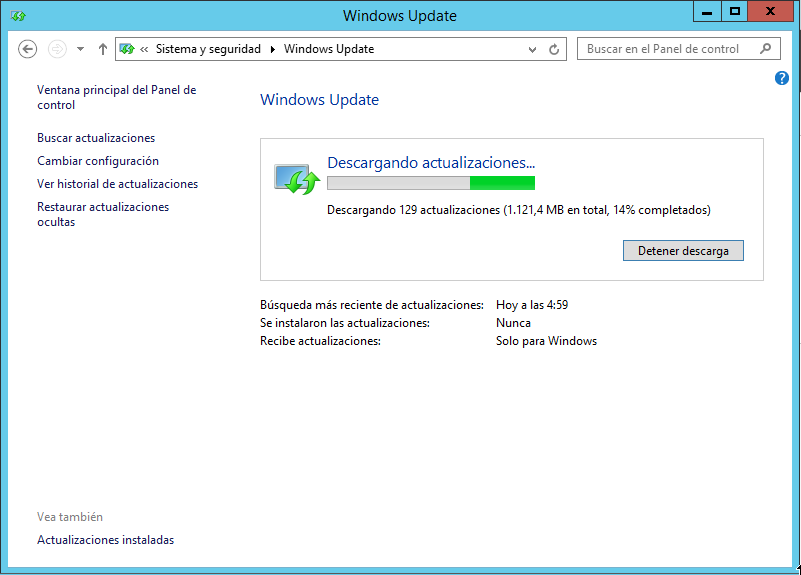 Windows Update
« Sistema y seguridad Windows Update
Buscar en el Panel de control
Ventana principal del Panel de
control
Buscar actualizaciones
Cambiar configuración
Ver historial de actualizaciones
Restaurar actualizaciones
ocultas
Windows Update
Descargando actualizaciones...
Descargando 129 actualizaciones (1.121,4 MB en total, 14% completados)
Detener descarga
Búsqueda más reciente de actualizaciones: Hoy a las 4:59
Se instalaron las actualizaciones: Nunca
Recibe actualizaciones: Solo para Windows
Vea también
Actualizaciones instaladas